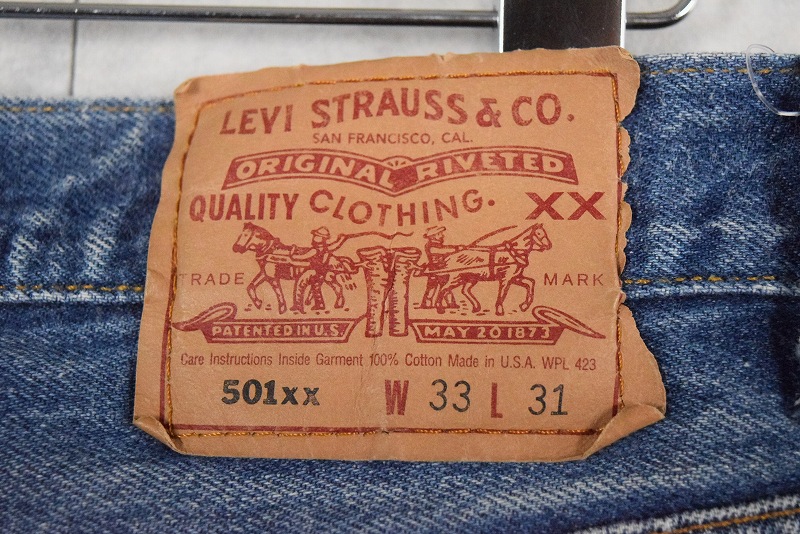 LEVI STRAUSS & CO.
SAN FRANCISCO, CAL.
ORIGINAL RIVETED
QUALITY CLOTHING. XX
TRADE MARK
PATENTED IN U.S. MAY 20 1873
Care Instructions Inside Garment 100% Cotton Made in U.S.A. WPL 423
501xx W 33 L 31